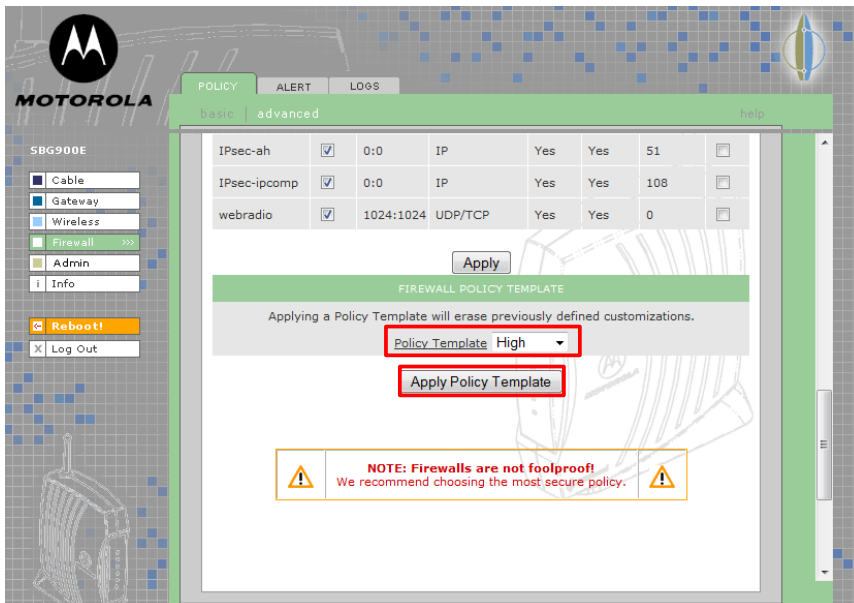 MOTOROLA
POLICY ALERT LOGS
basic | advanced help
SBG900E
Cable
Gateway
Wireless
Firewall >>>
Admin
i Info
Reboot!
X Log Out
IPsec-ah 0:0 IP Yes Yes 51
IPsec-ipcomp 0:0 IP Yes Yes 108
webradio 1024:1024 UDP/TCP Yes Yes 0
Apply
FIREWALL POLICY TEMPLATE
Applying a Policy Template will erase previously defined customizations.
Policy Template High
Apply Policy Template
NOTE: Firewalls are not foolproof!
We recommend choosing the most secure policy.